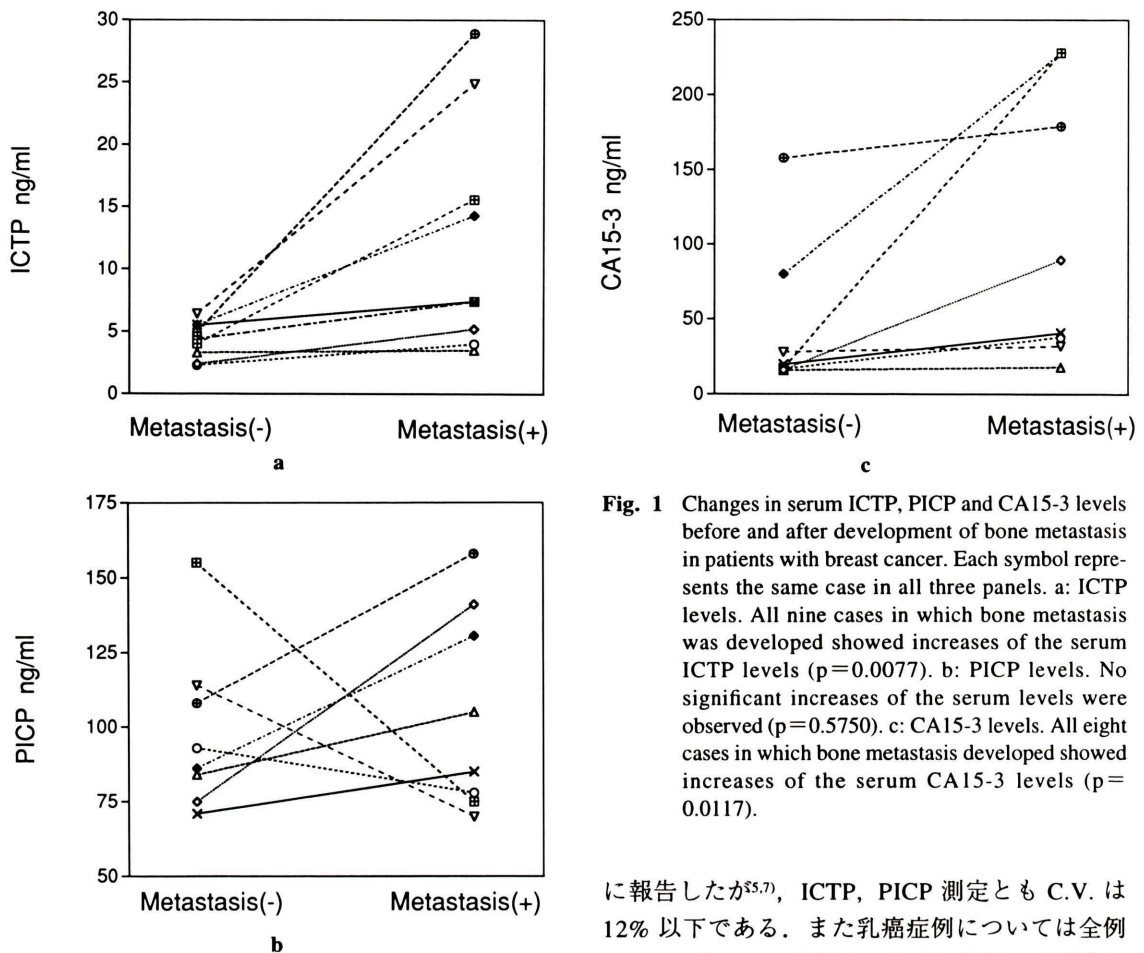 30
25
20
15
10
5
0
ICTP ng/ml
Metastasis(-)
Metastasis(+)
a
250
200
150
100
50
0
CA15-3 ng/ml
Metastasis(-)
Metastasis(+)
c
175
150
125
100
75
50
PICP ng/ml
Metastasis(-)
Metastasis(+)
b
Fig. 1 Changes in serum ICTP, PICP and CA15-3 levels
before and after development of bone metastasis
in patients with breast cancer. Each symbol repre-
sents the same case in all three panels. a: ICTP
levels. All nine cases in which bone metastasis
was developed showed increases of the serum
ICTP levels (p=0.0077). b: PICP levels. No
significant increases of the serum levels were
observed (p=0.5750). c: CA15-3 levels. All eight
cases in which bone metastasis developed showed
increases of the serum CA15-3 levels (p=
0.0117).
に報告したが5,7), ICTP, PICP 測定とも C.V. は
12% 以下である. また乳癌症例については全例